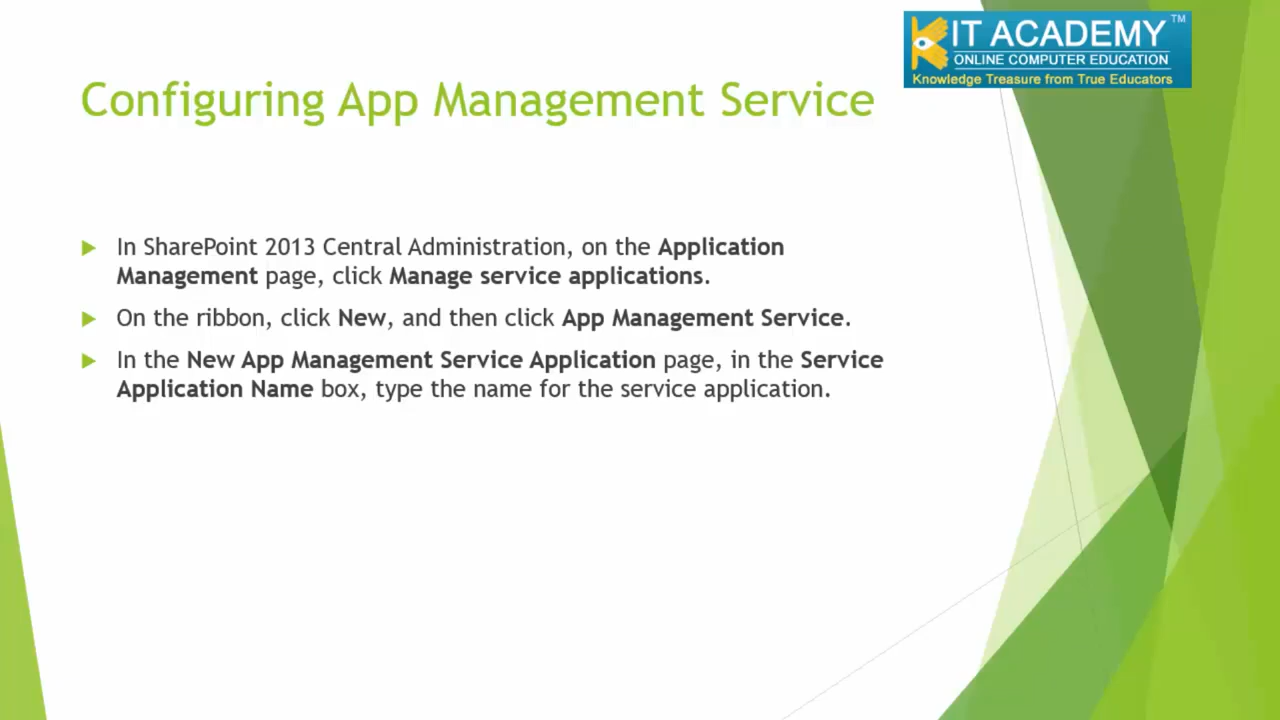 KIT ACADEMY™
ONLINE COMPUTER EDUCATION
Knowledge Treasure from True Educators
Configuring App Management Service
In SharePoint 2013 Central Administration, on the Application
Management page, click Manage service applications.
On the ribbon, click New, and then click App Management Service.
In the New App Management Service Application page, in the Service
Application Name box, type the name for the service application.